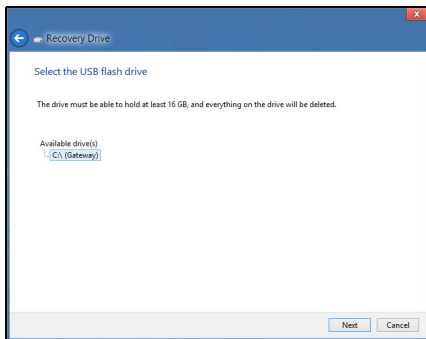 x
Recovery Drive
Select the USB flash drive
The drive must be able to hold at least 16 GB, and everything on the drive will be deleted.
Available drive(s)
C:\ (Gateway)
Next Cancel